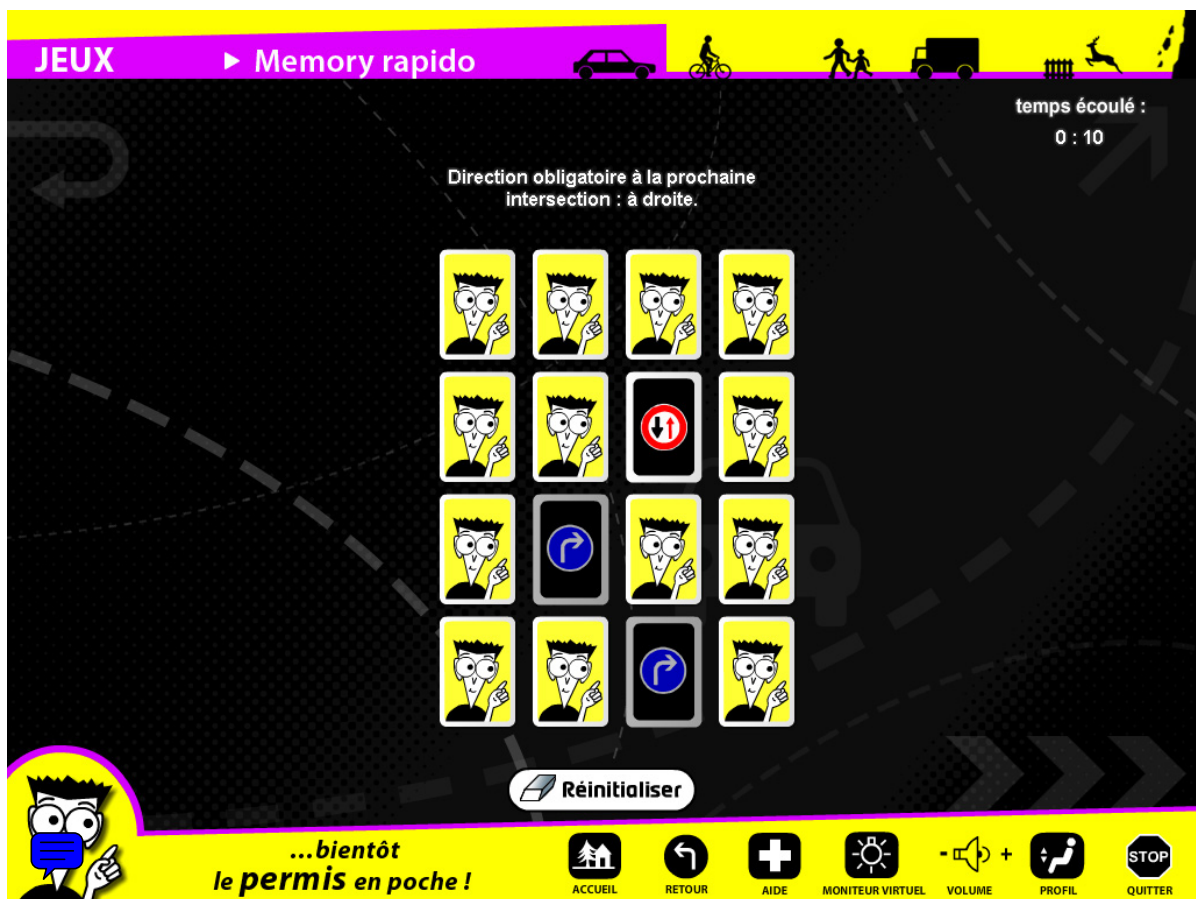 JEUX
► Memory rapido
temps écoulé :
0 : 10
Direction obligatoire à la prochaine
intersection : à droite.
Réinitialiser
...bientôt
le permis en poche !
ACCUEIL
RETOUR
AIDE
MONITEUR VIRTUEL
- +
VOLUME
PROFIL
STOP
QUITTER